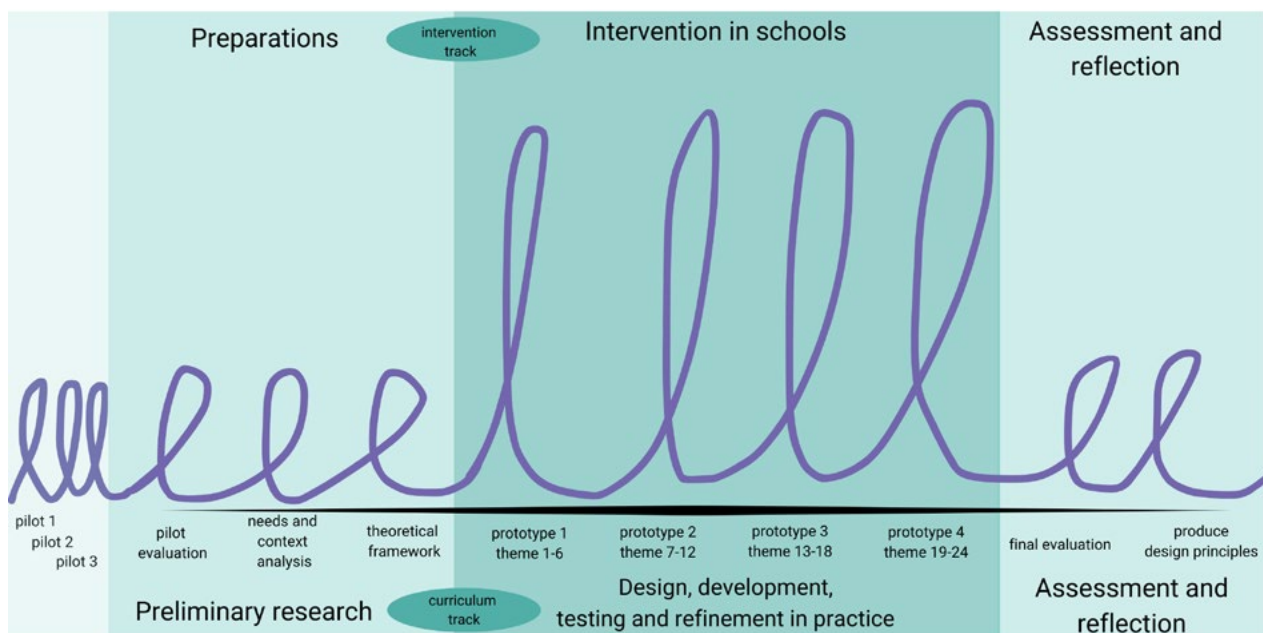 Preparations
intervention
track
Intervention in schools
Assessment and
reflection
pilot 1
pilot 2
pilot 3
pilot
evaluation
needs and
context
analysis
theoretical
framework
prototype 1
theme 1-6
prototype 2
theme 7-12
prototype 3
theme 13-18
prototype 4
theme 19-24
final evaluation
produce
design principles
Preliminary research
curriculum
track
Design, development,
testing and refinement in practice
Assessment and
reflection